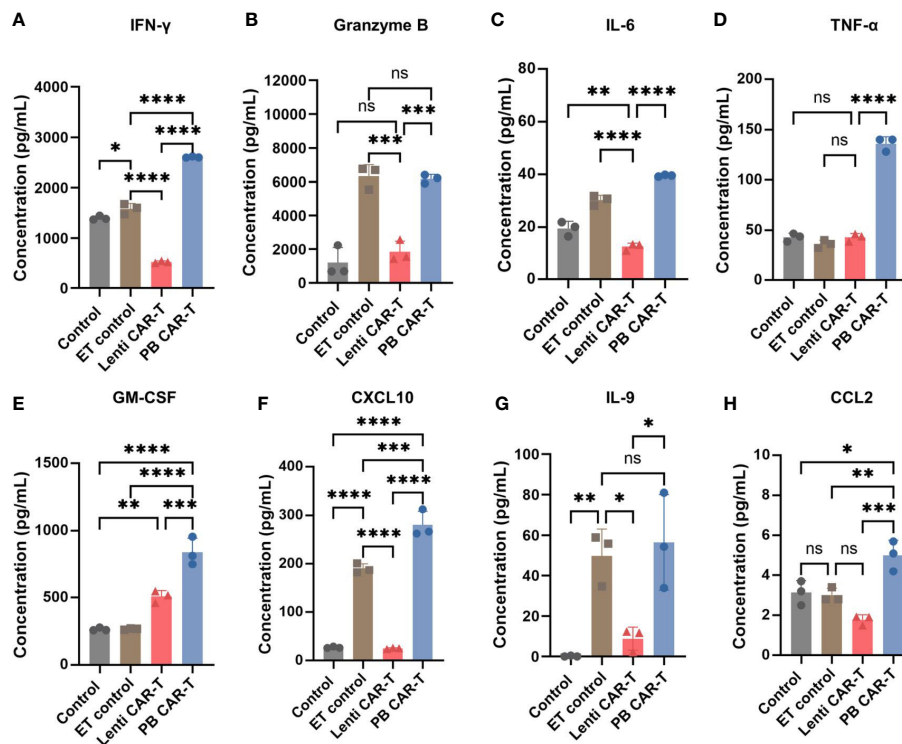 A
IFN-γ
Concentration (pg/mL)
4000
3000
2000
1000
0
****
* ****
****
Control
ET control
Lenti CAR-T
PB CAR-T
B
Granzyme B
Concentration (pg/mL)
12000
10000
8000
6000
4000
2000
0
ns
ns ***
***
Control
ET control
Lenti CAR-T
PB CAR-T
C
IL-6
Concentration (pg/mL)
80
60
40
20
0
** ****
****
Control
ET control
Lenti CAR-T
PB CAR-T
D
TNF-α
Concentration (pg/mL)
200
150
100
50
0
ns ****
ns
Control
ET control
Lenti CAR-T
PB CAR-T
E
GM-CSF
Concentration (pg/mL)
1500
1000
500
0
****
****
** ***
Control
ET control
Lenti CAR-T
PB CAR-T
F
CXCL10
Concentration (pg/mL)
400
300
200
100
0
****
***
**** ****
****
Control
ET control
Lenti CAR-T
PB CAR-T
G
IL-9
Concentration (pg/mL)
100
80
60
40
20
0
*
ns
** *
Control
ET control
Lenti CAR-T
PB CAR-T
H
CCL2
Concentration (pg/mL)
10
8
6
4
2
0
*
**
***
ns ns
Control
ET control
Lenti CAR-T
PB CAR-T